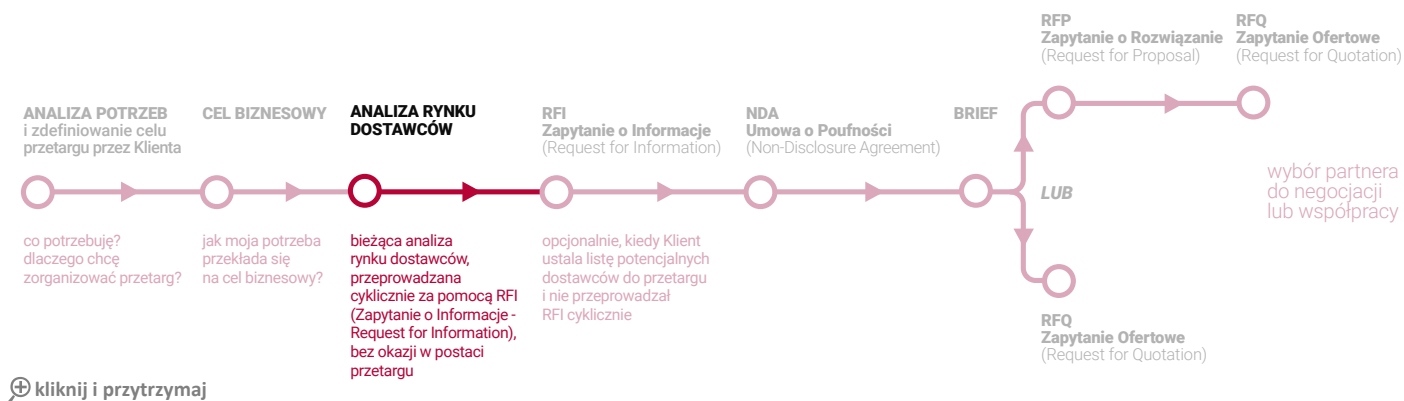 ANALIZA POTRZEB
i zdefiniowanie celu
przetargu przez Klienta
co potrzebuję?
dlaczego chcę
zorganizować przetarg?
CEL BIZNESOWY
jak moja potrzeba
przekłada się
na cel biznesowy?
ANALIZA RYNKU
DOSTAWCÓW
bieżąca analiza
rynku dostawców,
przeprowadzana
cyklicznie za pomocą RFI
(Zapytanie o Informacje -
Request for Information),
bez okazji w postaci
przetargu
RFI
Zapytanie o Informacje
(Request for Information)
opcjonalnie, kiedy Klient
ustala listę potencjalnych
dostawców do przetargu
i nie przeprowadzał
RFI cyklicznie
NDA
Umowa o Poufności
(Non-Disclosure Agreement)
BRIEF
RFP
Zapytanie o Rozwiązanie
(Request for Proposal)
RFQ
Zapytanie Ofertowe
(Request for Quotation)
wybór partnera
do negocjacji
lub współpracy
LUB
RFQ
Zapytanie Ofertowe
(Request for Quotation)
kliknij i przytrzymaj